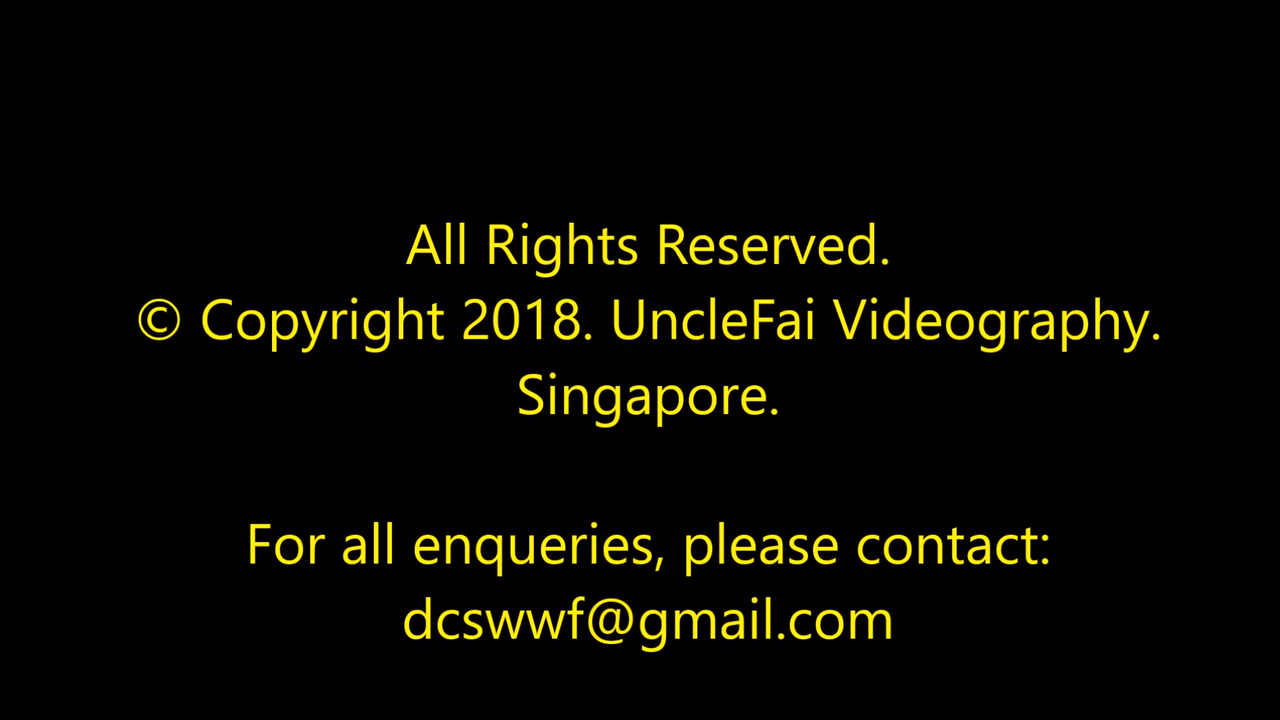 All Rights Reserved.
© Copyright 2018. UncleFai Videography.
Singapore.
For all enqueries, please contact:
dcswwf@gmail.com